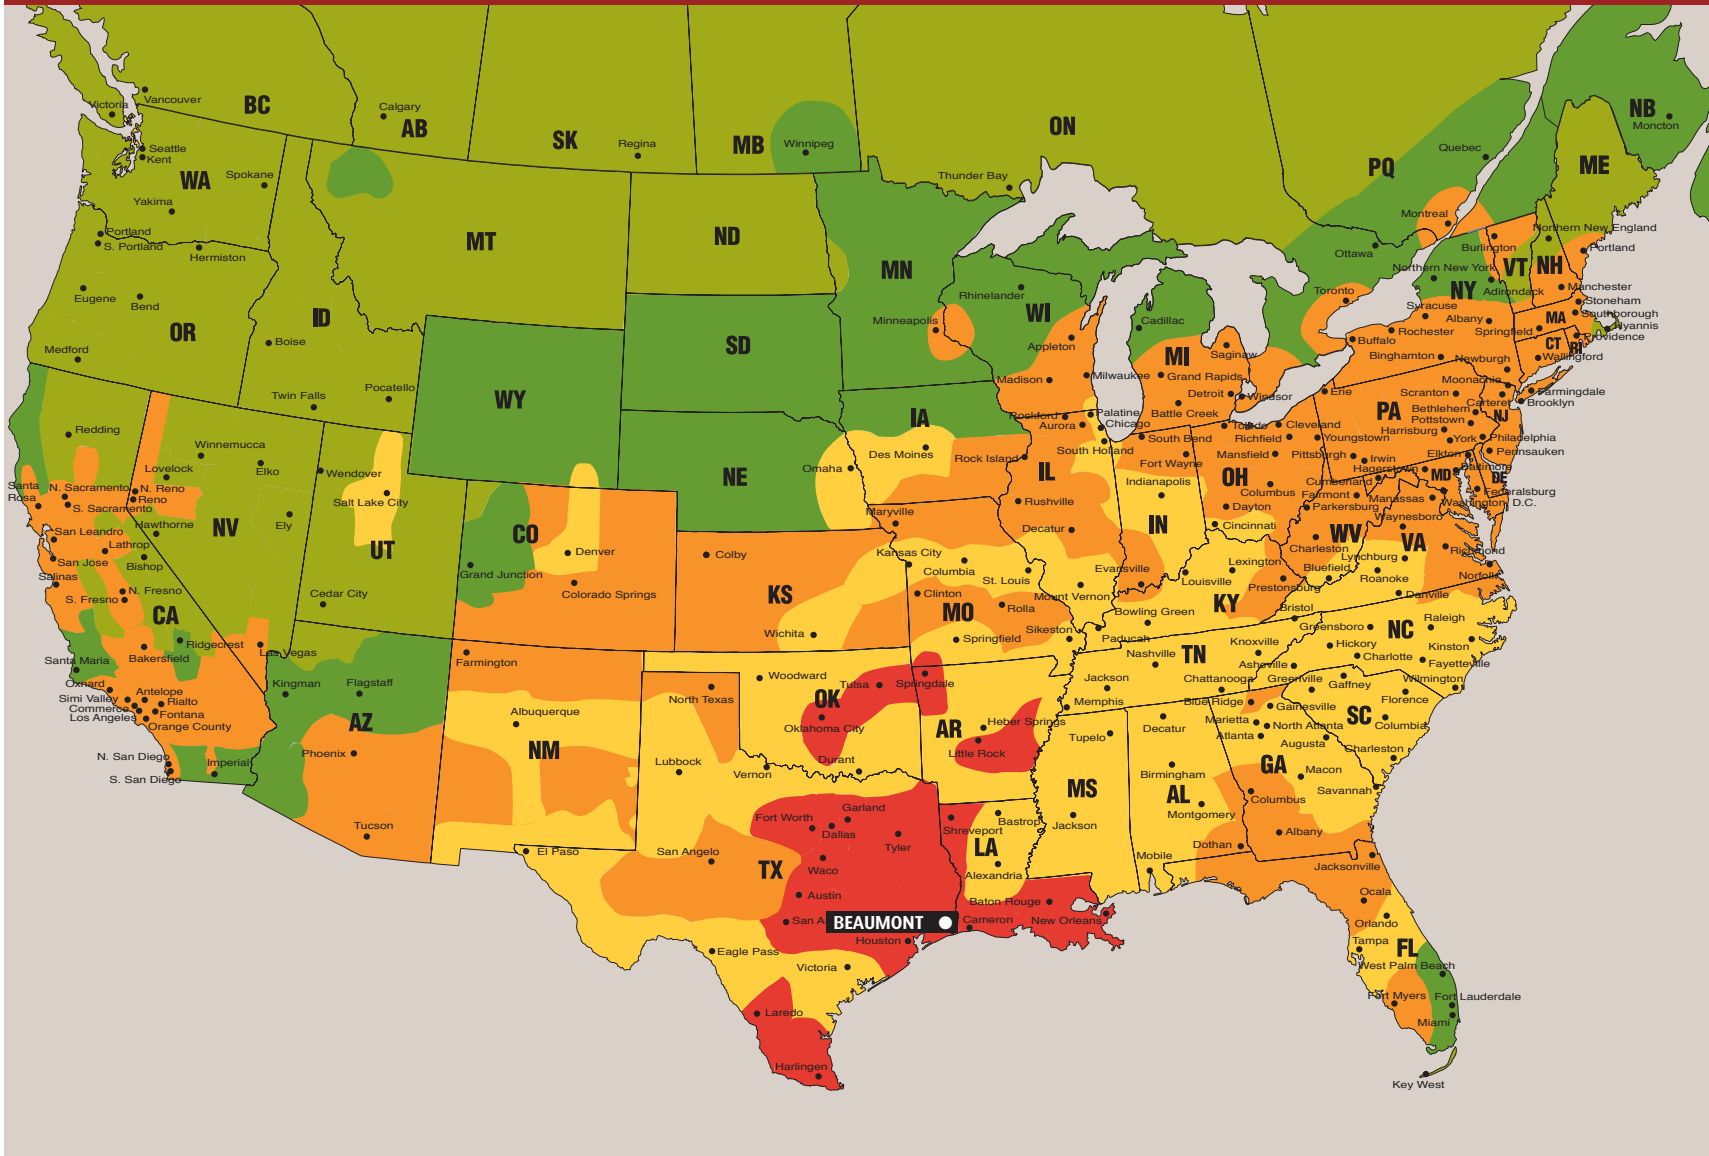 BC
AB
SK
MB
ON
PQ
NB
ME
Vancouver
Victoria
Calgary
Regina
Winnipeg
Thunder Bay
Quebec
Moncton
Seattle
Kent
WA
Spokane
Yakima
Portland
S. Portland
Hermiston
Eugene
Bend
OR
Medford
ID
Boise
Twin Falls
Pocatello
MT
ND
SD
WY
NE
MN
Minneapolis
WI
Rhinelander
Appleton
Madison
Milwaukee
MI
Cadillac
Saginaw
Grand Rapids
Detroit
Battle Creek
Windsor
Toronto
Ottawa
Montreal
Burlington
Northern New England
Portland
Northern New York
Adirondack
VT
NH
NY
Manchester
Stoneham
Southborough
Hyannis
Providence
MA
CT
RI
Syracuse
Albany
Springfield
Rochester
Buffalo
Binghamton
Newburgh
Wallingford
Moonachie
Farmingdale
Brooklyn
Carteret
NJ
Erie
Scranton
PA
Bethlehem
Pottstown
Harrisburg
York
Philadelphia
Pennsauken
Elkton
Pittsburgh
Irwin
Hagerstown
Baltimore
MD
DE
Federalsburg
Washington, D.C.
Cumberland
Manassas
Fairmont
Parkersburg
Waynesboro
WV
VA
Charleston
Lynchburg
Richmond
Bluefield
Roanoke
Norfolk
Danville
IA
Des Moines
Omaha
Rockford
Aurora
Palatine
Chicago
South Holland
Rock Island
IL
Rushville
Decatur
South Bend
Fort Wayne
Indianapolis
IN
Evansville
Toledo
Cleveland
Richfield
Youngstown
Mansfield
OH
Columbus
Dayton
Cincinnati
Redding
Winnemucca
Elko
Lovelock
N. Reno
Reno
N. Sacramento
S. Sacramento
Santa
Rosa
Hawthorne
NV
Ely
San Leandro
Lathrop
San Jose
Bishop
Salinas
N. Fresno
S. Fresno
CA
Ridgecrest
Bakersfield
Las Vegas
Santa Maria
Oxnard
Antelope
Simi Valley
Rialto
Commerce
Fontana
Los Angeles
Orange County
N. San Diego
S. San Diego
Imperial
Wendover
Salt Lake City
UT
Cedar City
CO
Denver
Grand Junction
Colorado Springs
Kingman
Flagstaff
AZ
Phoenix
Tucson
Farmington
Albuquerque
NM
Colby
KS
Wichita
Maryville
Kansas City
Columbia
St. Louis
Clinton
MO
Rolla
Springfield
Sikeston
Mount Vernon
Louisville
Lexington
Prestonsburg
KY
Bowling Green
Paducah
Bristol
Greensboro
NC
Raleigh
Hickory
Kinston
Charlotte
Fayetteville
Wilmington
Asheville
Greenville
Gaffney
Florence
SC
Columbia
Charleston
Knoxville
TN
Nashville
Chattanooga
Jackson
Memphis
Woodward
OK
Tulsa
Oklahoma City
Durant
Springdale
AR
Heber Springs
Little Rock
Tupelo
MS
Jackson
Decatur
Birmingham
AL
Montgomery
Mobile
Dothan
Blue Ridge
Gainesville
Marietta
North Atlanta
Atlanta
Augusta
GA
Macon
Columbus
Savannah
Albany
North Texas
Lubbock
Vernon
El Paso
San Angelo
Fort Worth
Garland
Dallas
Tyler
Waco
TX
Austin
San A
BEAUMONT
Houston
Eagle Pass
Victoria
Laredo
Harlingen
Shreveport
Bastrop
LA
Alexandria
Baton Rouge
Cameron
New Orleans
Jacksonville
Ocala
Orlando
Tampa
FL
West Palm Beach
Fort Myers
Fort Lauderdale
Miami
Key West